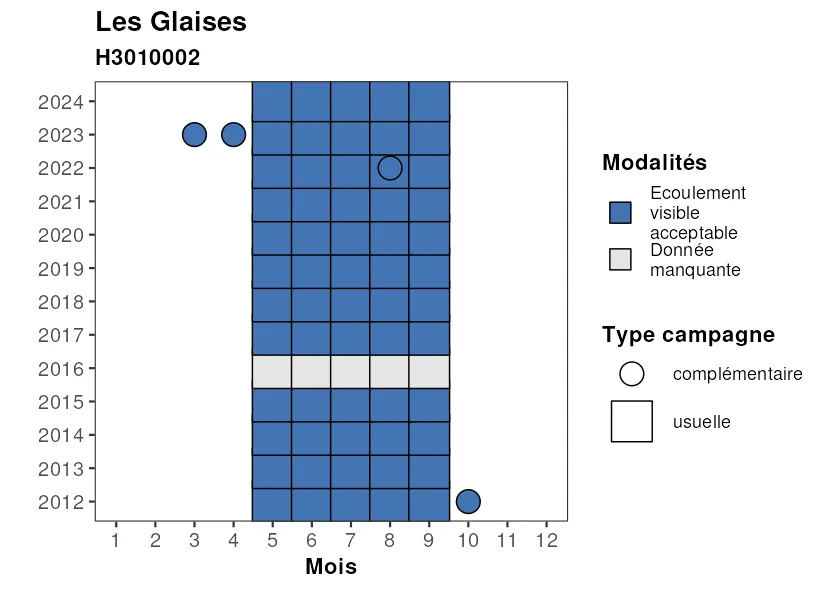 Les Glaises
H3010002
2024
2023
2022
2021
2020
2019
2018
2017
2016
2015
2014
2013
2012
1 2 3 4 5 6 7 8 9 10 11 12
Mois
Modalités
Ecoulement
visible
acceptable
Donnée
manquante
Type campagne
complémentaire
usuelle